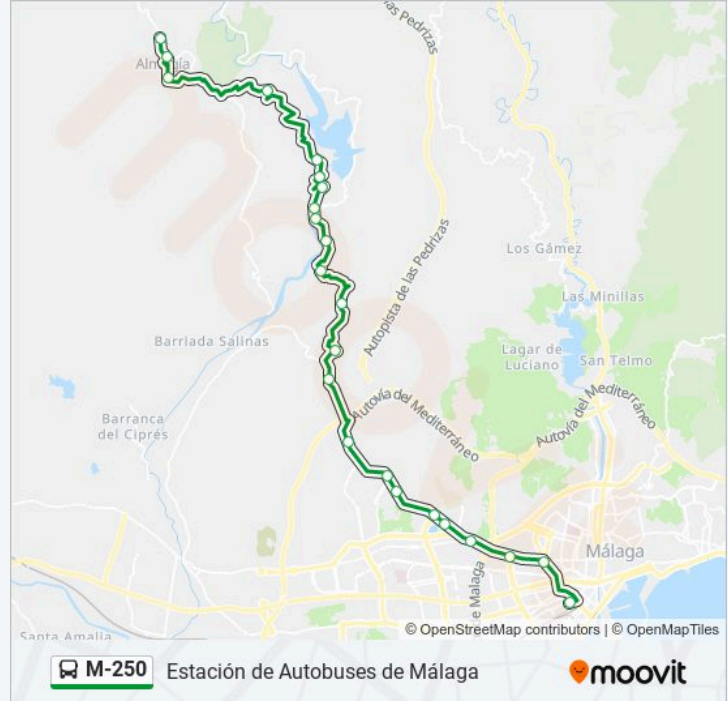 las Pedrizas
Almogía
Autopista de las Pedrizas
Los Gámez
Las Minillas
Lagar de
Luciano
San Telmo
Barriada Salinas
Autovía del Mediterráneo
Autovía del Mediterráneo
Barranca
del Ciprés
Málaga
e Malaga
Santa Amalia
© OpenStreetMap contributors | © OpenMapTiles
M-250
Estación de Autobuses de Málaga
moovit